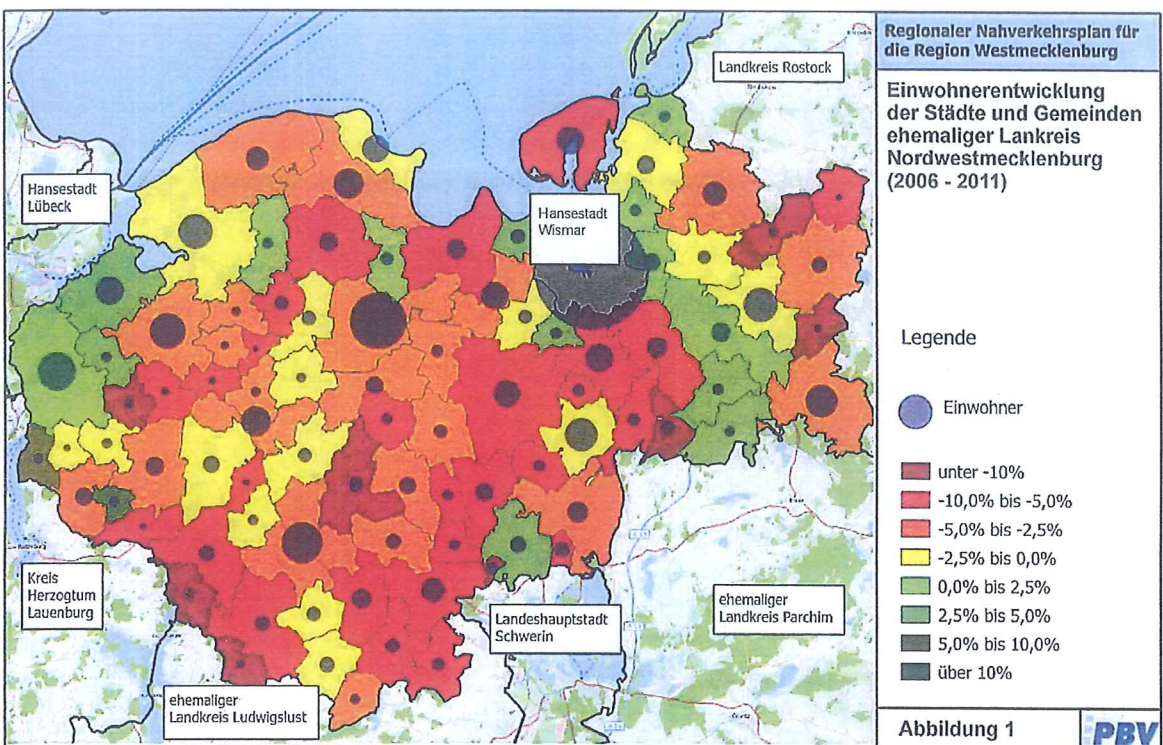 Regionaler Nahverkehrsplan für
die Region Westmecklenburg
Einwohnerentwicklung
der Städte und Gemeinden
ehemaliger Lankreis
Nordwestmecklenburg
(2006 - 2011)
Landkreis Rostock
Hansestadt
Lübeck
Hansestadt
Wismar
Kreis
Herzogtum
Lauenburg
Landeshauptstadt
Schwerin
ehemaliger
Landkreis Parchim
ehemaliger
Landkreis Ludwigslust
Legende
Einwohner
unter -10%
-10,0% bis -5,0%
-5,0% bis -2,5%
-2,5% bis 0,0%
0,0% bis 2,5%
2,5% bis 5,0%
5,0% bis 10,0%
über 10%
Abbildung 1
PBV